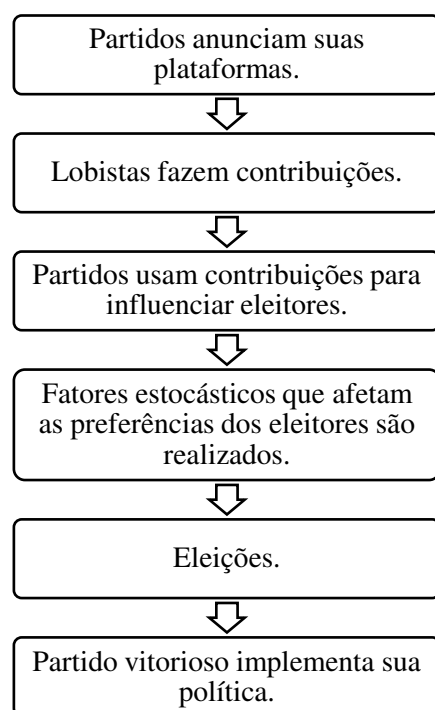 Partidos anunciam suas
plataformas.
Lobistas fazem contribuições.
Partidos usam contribuições para
influenciar eleitores.
Fatores estocásticos que afetam
as preferências dos eleitores são
realizados.
Eleições.
Partido vitorioso implementa sua
política.